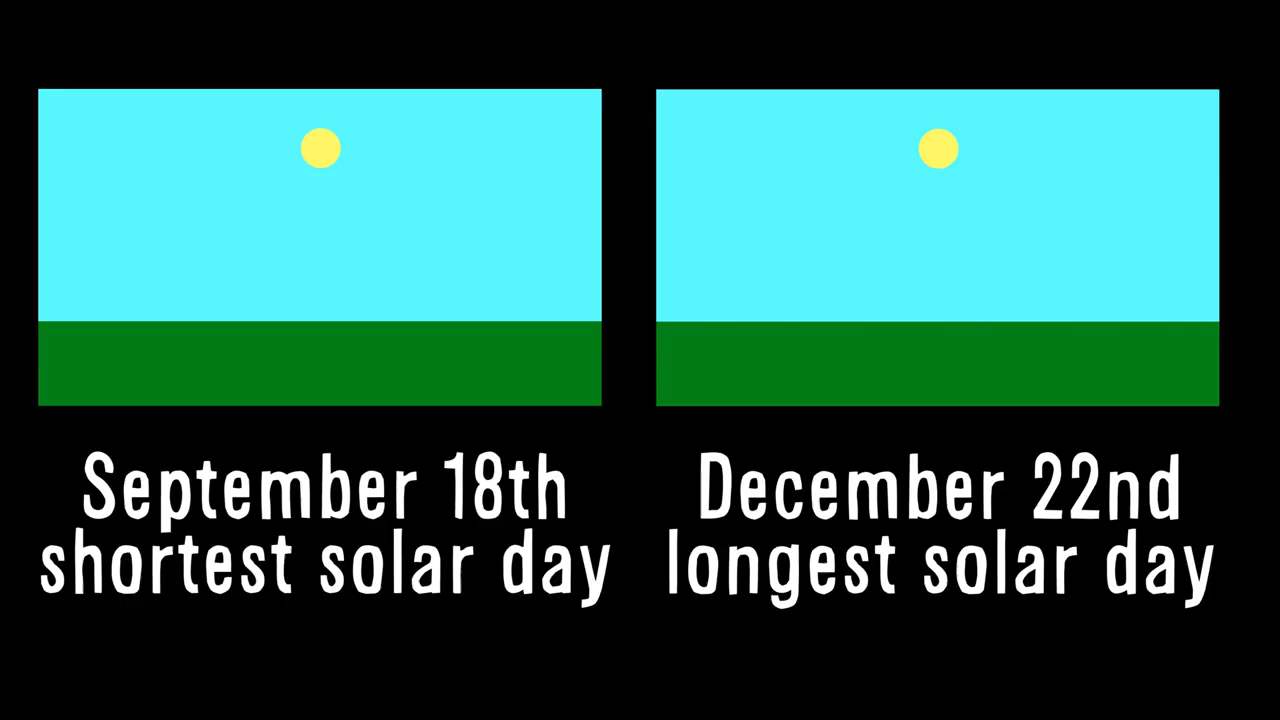 September 18th
shortest solar day
December 22nd
longest solar day